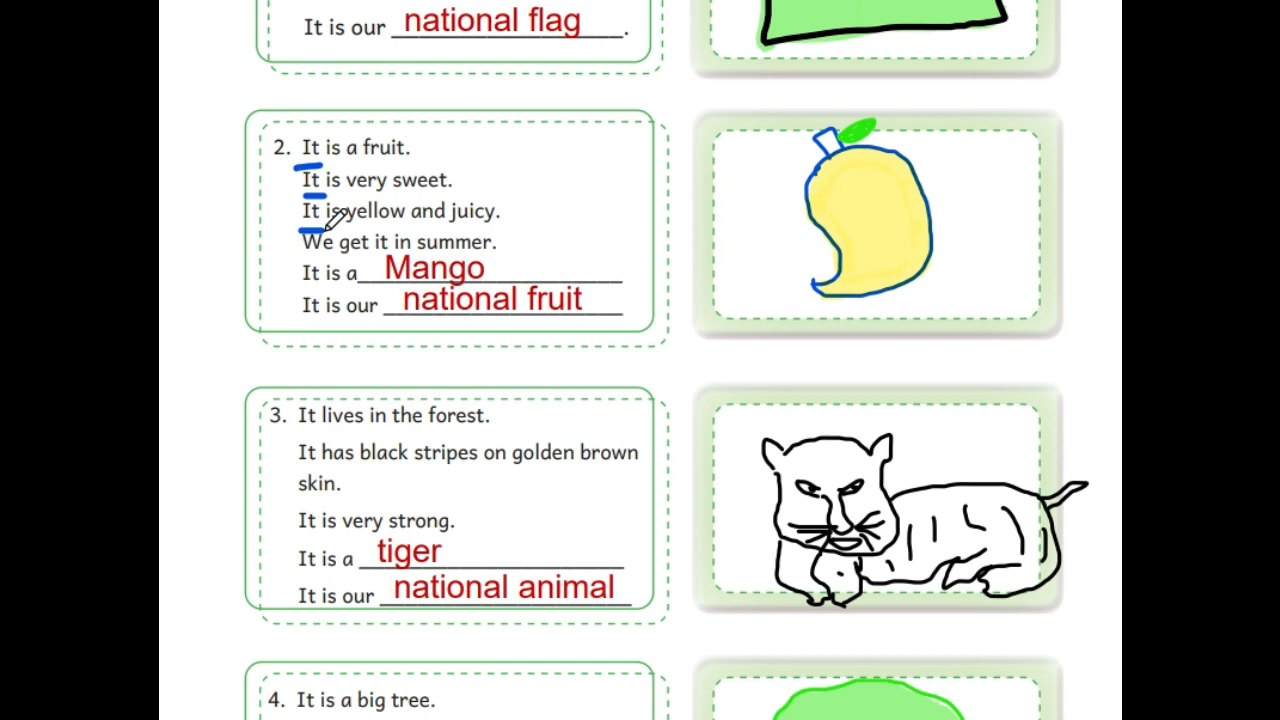 It is our national flag.
2. It is a fruit.
It is very sweet.
It is yellow and juicy.
We get it in summer.
It is a Mango
It is our national fruit
3. It lives in the forest.
It has black stripes on golden brown
skin.
It is very strong.
It is a tiger
It is our national animal
4. It is a big tree.